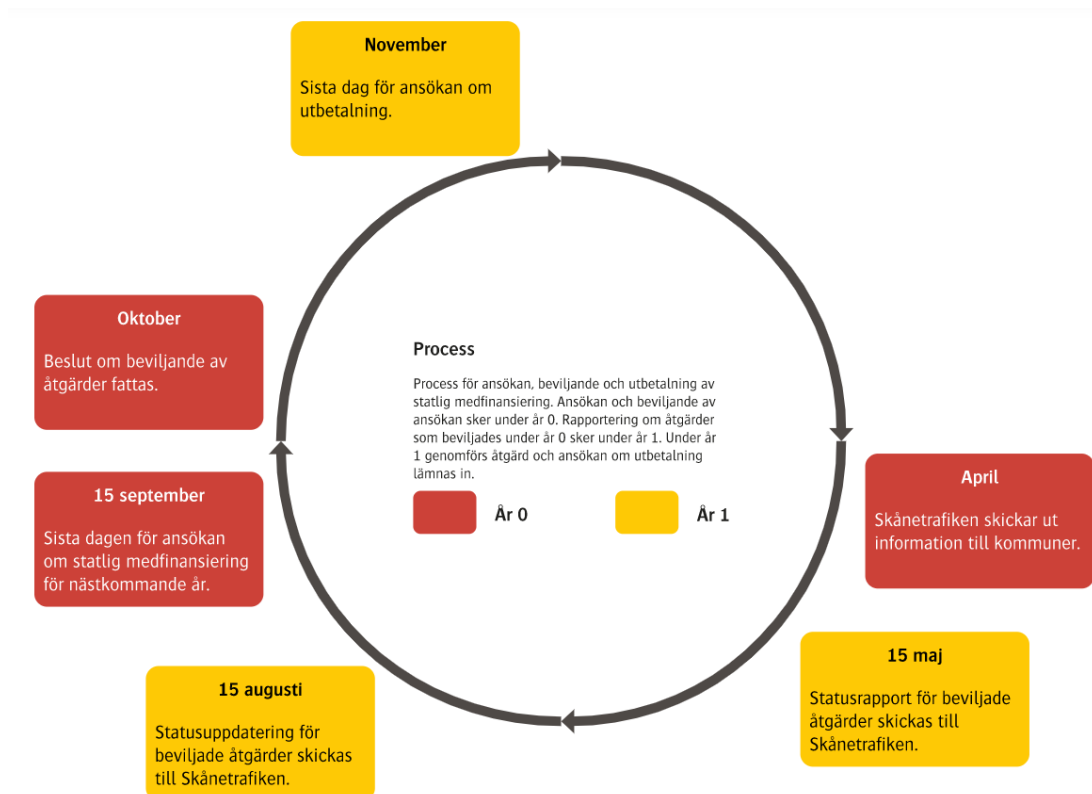 November
Sista dag för ansökan om
utbetalning.
Oktober
Beslut om beviljande av
åtgärder fattas.
Process
Process för ansökan, beviljande och utbetalning av
statlig medfinansiering. Ansökan och beviljande av
ansökan sker under år 0. Rapportering om åtgärder
som beviljades under år 0 sker under år 1. Under år
1 genomförs åtgärd och ansökan om utbetalning
lämnas in.
År 0
År 1
April
Skånetrafiken skickar ut
information till kommuner.
15 september
Sista dagen för ansökan
om statlig medfinansiering
för nästkommande år.
15 maj
Statusrapport för beviljade
åtgärder skickas till
Skånetrafiken.
15 augusti
Statusuppdatering för
beviljade åtgärder skickas
till Skånetrafiken.